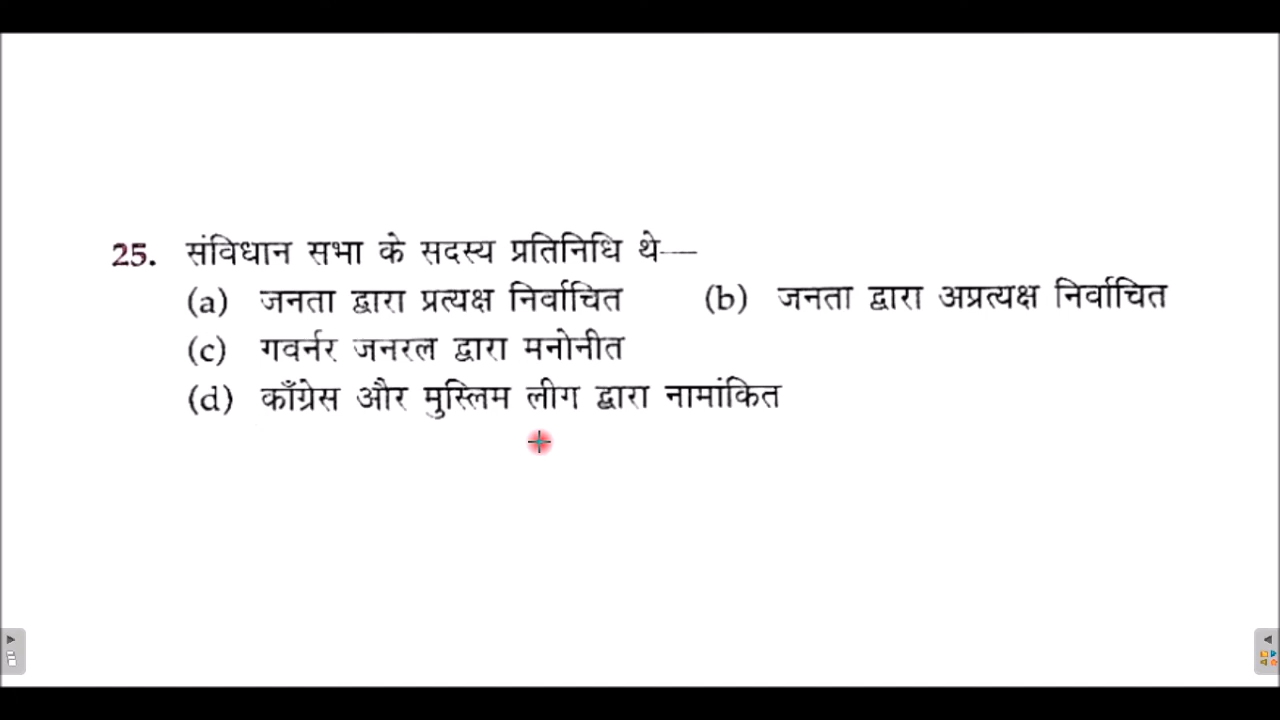 25. संविधान सभा के सदस्य प्रतिनिधि थे—
(a) जनता द्वारा प्रत्यक्ष निर्वाचित (b) जनता द्वारा अप्रत्यक्ष निर्वाचित
(c) गवर्नर जनरल द्वारा मनोनीत
(d) काँग्रेस और मुस्लिम लीग द्वारा नामांकित